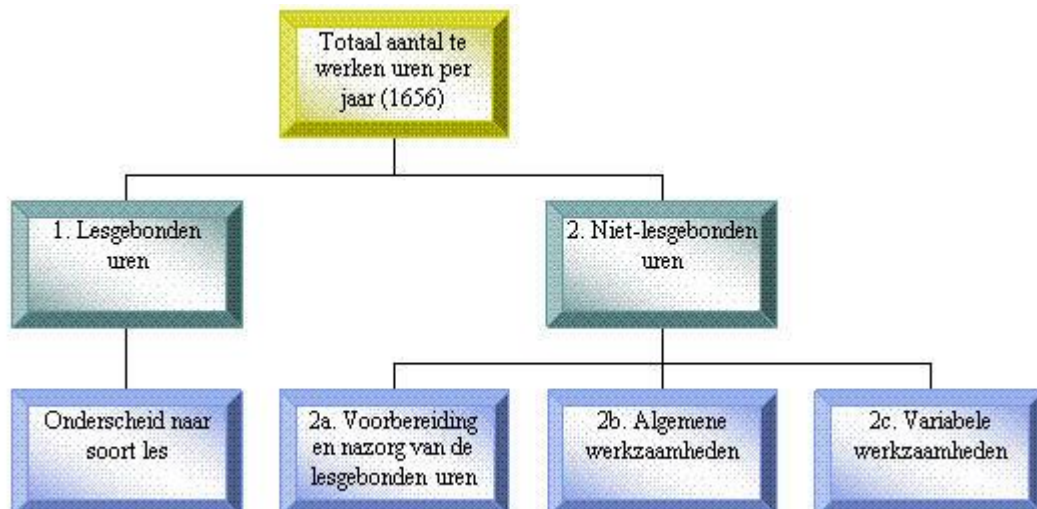 Totaal aantal te
werken uren per
jaar (1656)
1. Lesgebonden
uren
2. Niet-lesgebonden
uren
Onderscheid naar
soort les
2a. Voorbereiding
en nazorg van de
lesgebonden uren
2b. Algemene
werkzaamheden
2c. Variabele
werkzaamheden